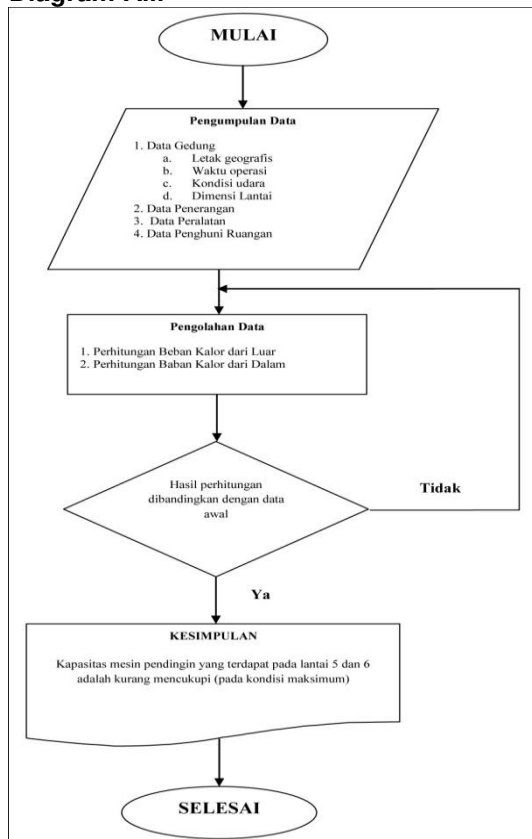 MULAI
Pengumpulan Data
1. Data Gedung
a. Letak geografis
b. Waktu operasi
c. Kondisi udara
d. Dimensi Lantai
2. Data Penerangan
3. Data Peralatan
4. Data Penghuni Ruangan
Pengolahan Data
1. Perhitungan Beban Kalor dari Luar
2. Perhitungan Baban Kalor dari Dalam
Hasil perhitungan
dibandingkan dengan data
awal
Tidak
Ya
KESIMPULAN
Kapasitas mesin pendingin yang terdapat pada lantai 5 dan 6
adalah kurang mencukupi (pada kondisi maksimum)
SELESAI